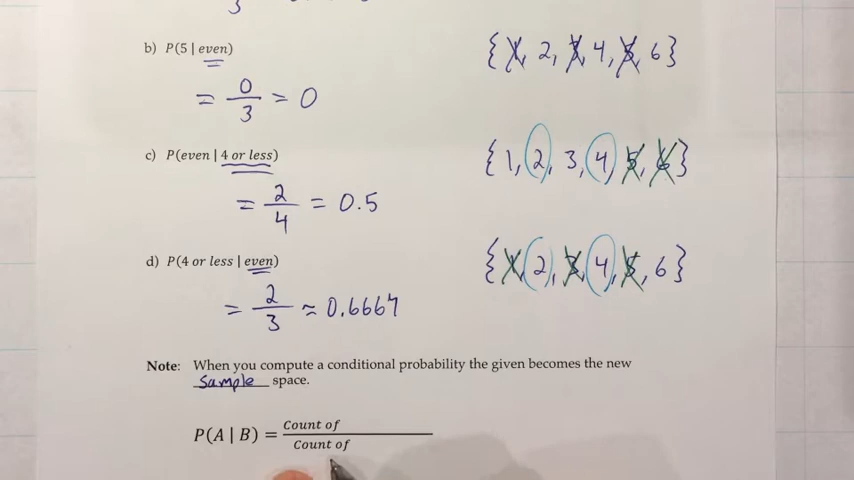 3
b) P(5 | even)
= 0/3 = 0
{1, 2, 3, 4, 5, 6}
c) P(even | 4 or less)
= 2/4 = 0.5
{1, 2, 3, 4, 5, 6}
d) P(4 or less | even)
= 2/3 ≈ 0.6667
{1, 2, 3, 4, 5, 6}
Note: When you compute a conditional probability the given becomes the new
Sample space.
P(A | B) = Count of
Count of